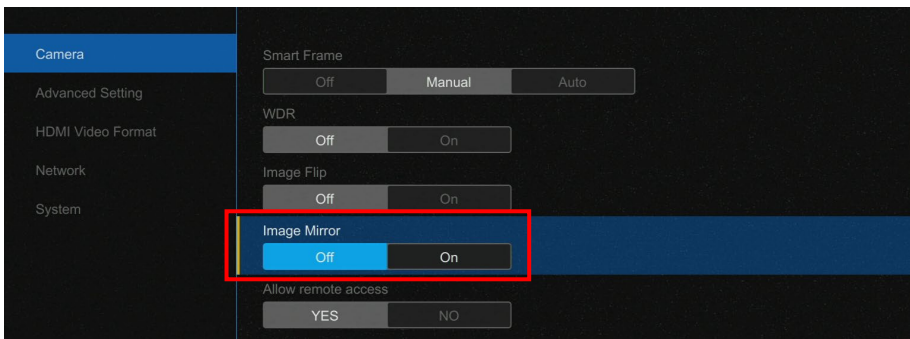 Camera
Advanced Setting
HDMI Video Format
Network
System
Smart Frame
Off Manual Auto
WDR
Off On
Image Flip
Off On
Image Mirror
Off On
Allow remote access
YES NO